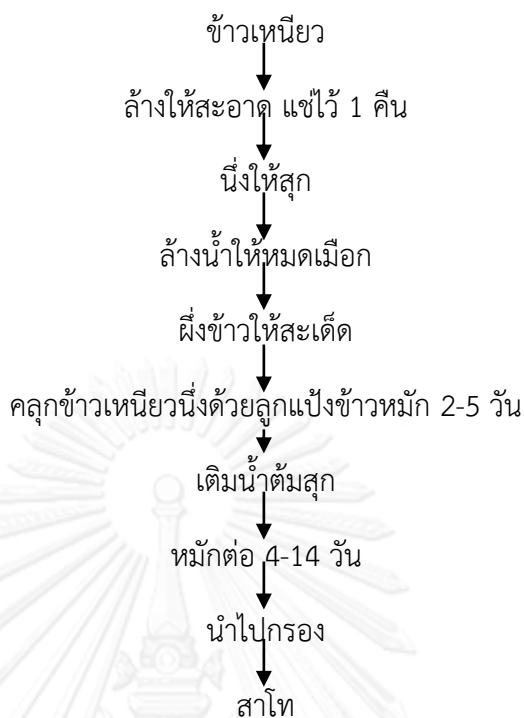 ข้าวเหนียว
ล้างให้สะอาด แช่ไว้ 1 คืน
นึ่งให้สุก
ล้างน้ำให้หมดเมือก
ผึ่งข้าวให้สะเด็ด
คลุกข้าวเหนียวนึ่งด้วยลูกแป้งข้าวหมัก 2-5 วัน
เติมน้ำต้มสุก
หมักต่อ 4-14 วัน
นำไปกรอง
สาโท